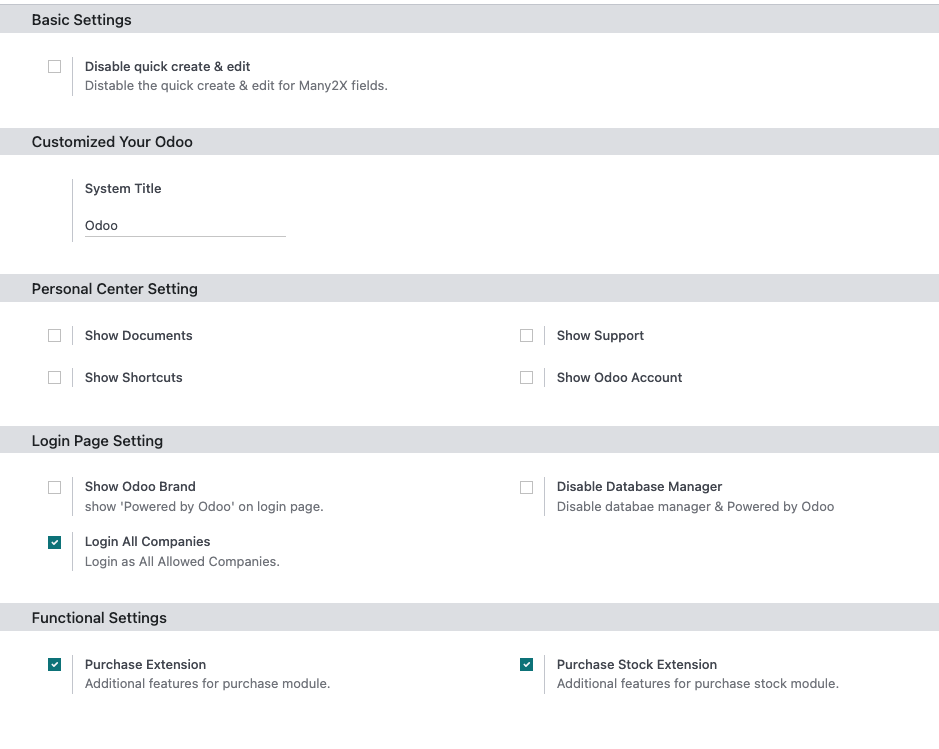 Basic Settings
Disable quick create & edit
Distable the quick create & edit for Many2X fields.
Customized Your Odoo
System Title
Odoo
Personal Center Setting
Show Documents
Show Support
Show Shortcuts
Show Odoo Account
Login Page Setting
Show Odoo Brand
show 'Powered by Odoo' on login page.
Disable Database Manager
Disable databae manager & Powered by Odoo
Login All Companies
Login as All Allowed Companies.
Functional Settings
Purchase Extension
Additional features for purchase module.
Purchase Stock Extension
Additional features for purchase stock module.